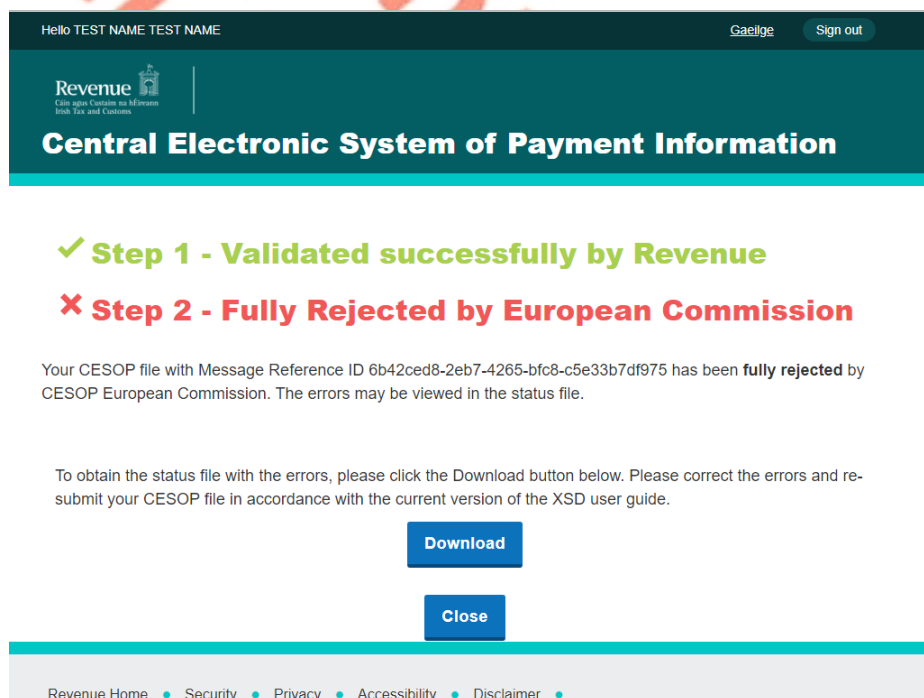 Hello TEST NAME TEST NAME
Gaeilge
Sign out
Revenue
Cáin agus Custaim na hÉireann
Irish Tax and Customs
Central Electronic System of Payment Information
Step 1 - Validated successfully by Revenue
Step 2 - Fully Rejected by European Commission
Your CESOP file with Message Reference ID 6b42ced8-2eb7-4265-bfc8-c5e33b7df975 has been fully rejected by
CESOP European Commission. The errors may be viewed in the status file.
To obtain the status file with the errors, please click the Download button below. Please correct the errors and re-
submit your CESOP file in accordance with the current version of the XSD user guide.
Download
Close
Revenue Home • Security • Privacy • Accessibility • Disclaimer •